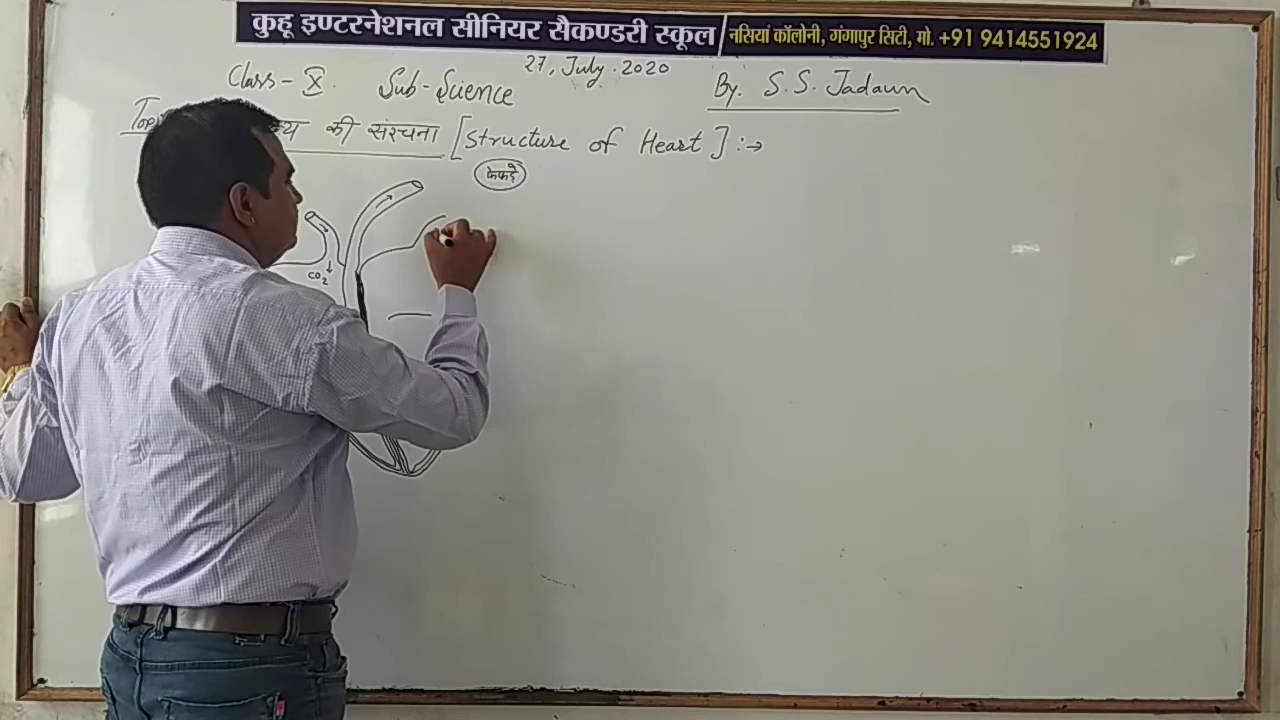 कुहू इण्टरनेशनल सीनियर सैकण्डरी स्कूल नसियां कॉलोनी, गंगापुर सिटी, मो. +91 9414551924
27, July. 2020
Class - X. Sub - Science By. S. S. Jadaun
की संरचना [Structure of Heart] :→
फेफड़े
CO2